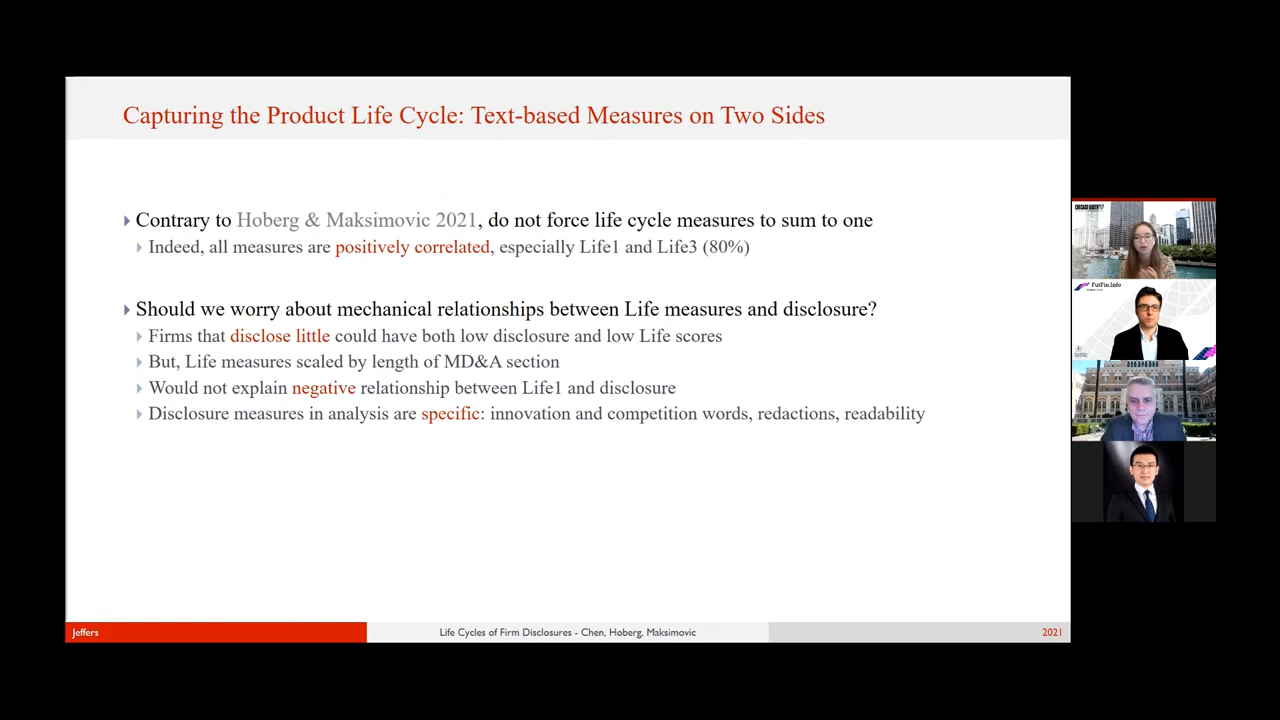 Capturing the Product Life Cycle: Text-based Measures on Two Sides
Contrary to Hoberg & Maksimovic 2021, do not force life cycle measures to sum to one
Indeed, all measures are positively correlated, especially Life1 and Life3 (80%)
Should we worry about mechanical relationships between Life measures and disclosure?
Firms that disclose little could have both low disclosure and low Life scores
But, Life measures scaled by length of MD&A section
Would not explain negative relationship between Life1 and disclosure
Disclosure measures in analysis are specific: innovation and competition words, redactions, readability
Jeffers
Life Cycles of Firm Disclosures - Chen, Hoberg, Maksimovic
2021
CHICAGO BOOTH
FutFin.Info